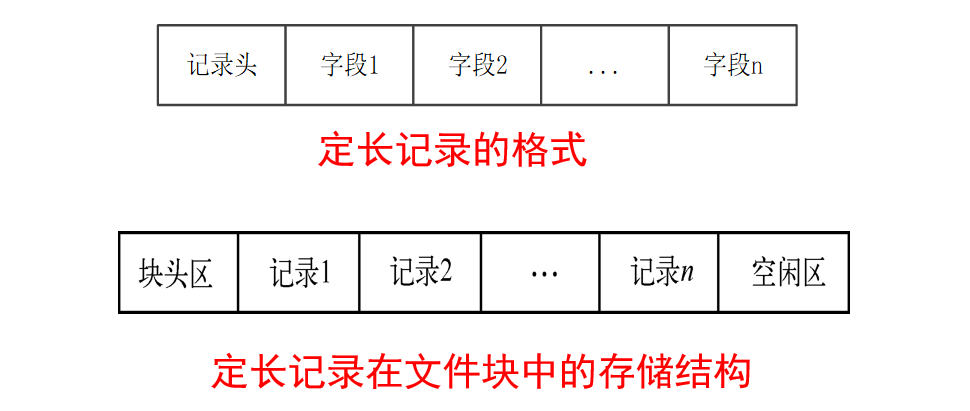 记录头 字段1 字段2 ... 字段n
定长记录的格式
块头区 记录1 记录2 ··· 记录n 空闲区
定长记录在文件块中的存储结构